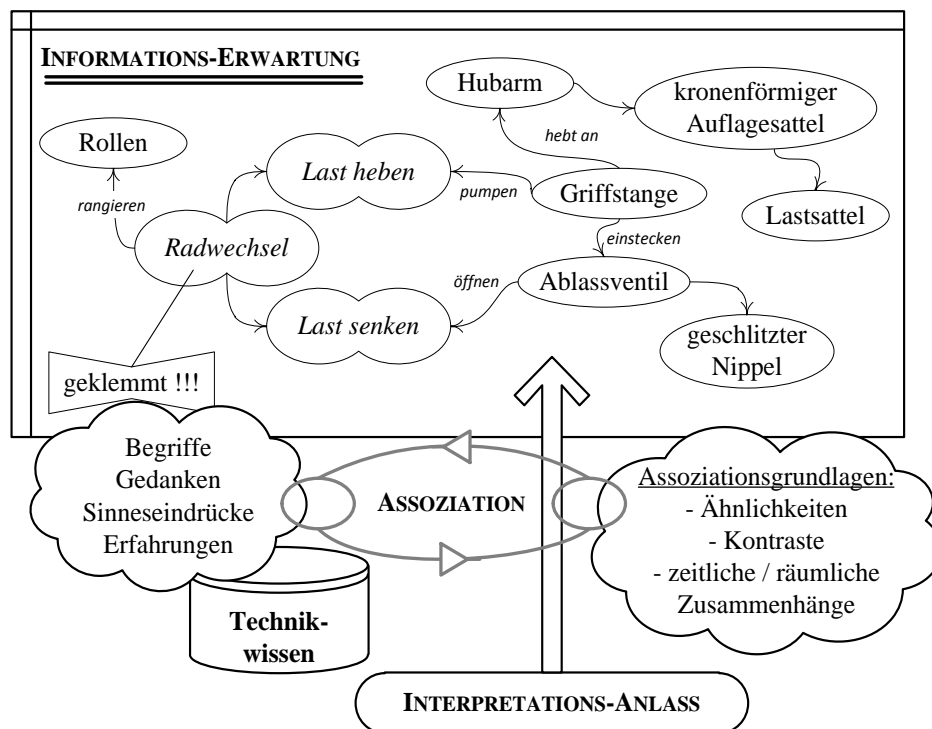 INFORMATIONS-ERWARTUNG
Hubarm
kronenförmiger
Auflagesattel
Rollen
hebt an
Last heben
pumpen
Griffstange
rangieren
Lastsattel
Radwechsel
einstecken
öffnen
Ablassventil
Last senken
geschlitzter
Nippel
geklemmt !!!
Begriffe
Gedanken
Sinneseindrücke
Erfahrungen
ASSOZIATION
Assoziationsgrundlagen:
- Ähnlichkeiten
- Kontraste
- zeitliche / räumliche
Zusammenhänge
Technik-
wissen
INTERPRETATIONS-ANLASS